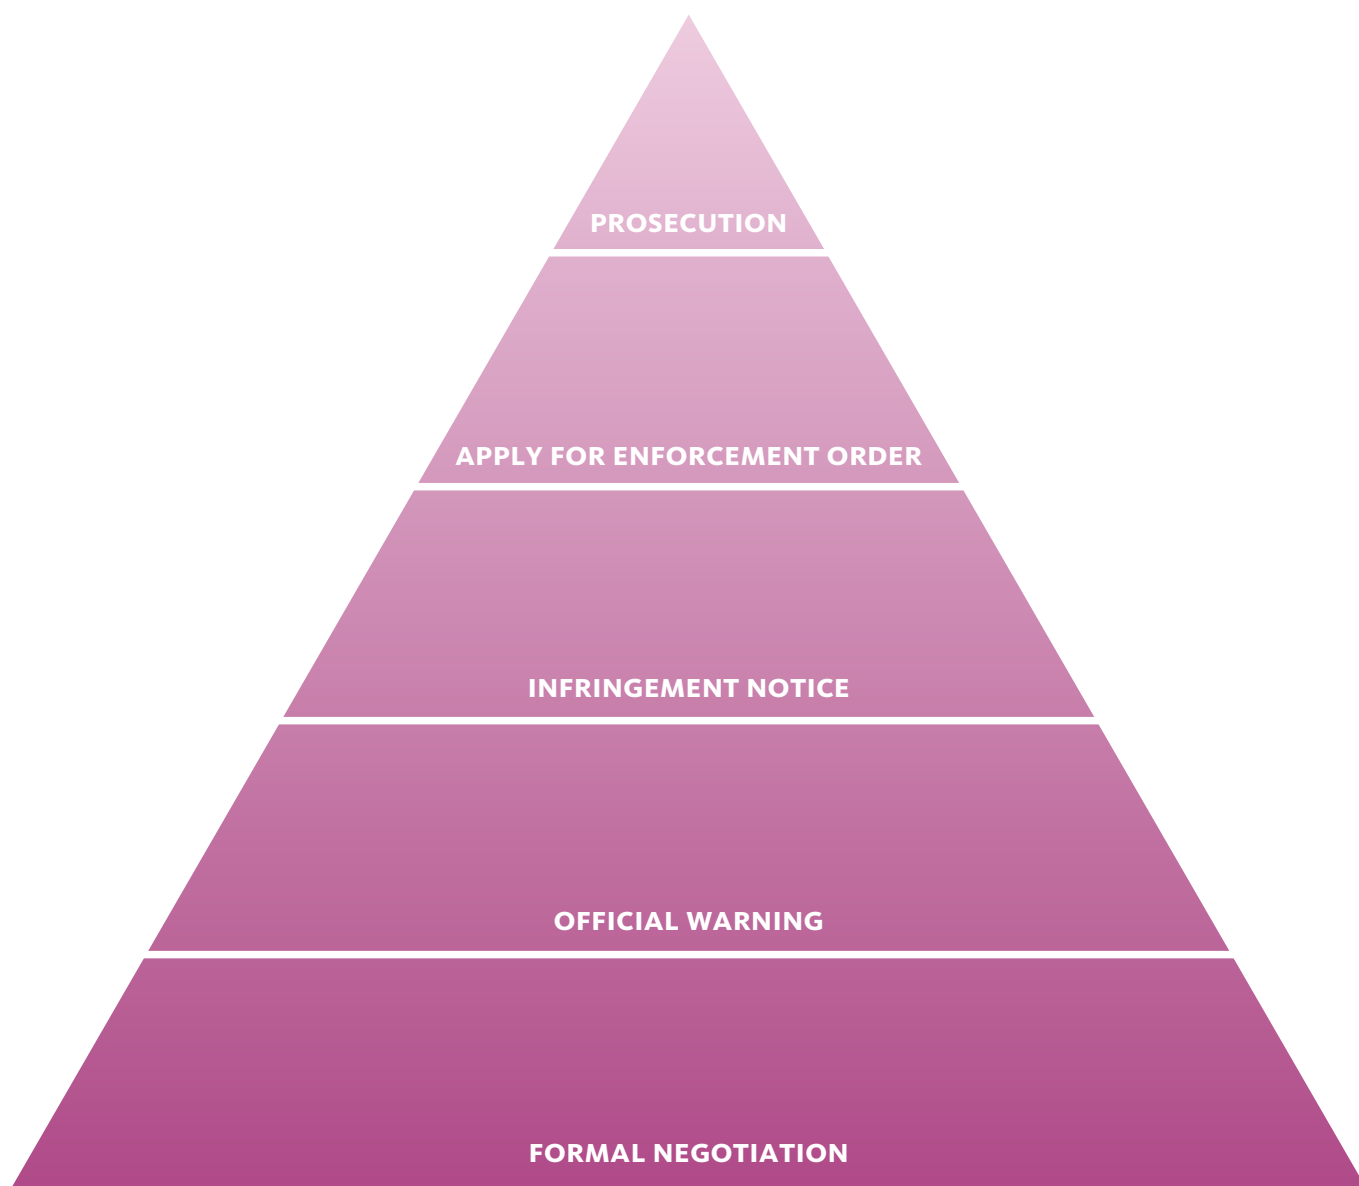 PROSECUTION
APPLY FOR ENFORCEMENT ORDER
INFRINGEMENT NOTICE
OFFICIAL WARNING
FORMAL NEGOTIATION